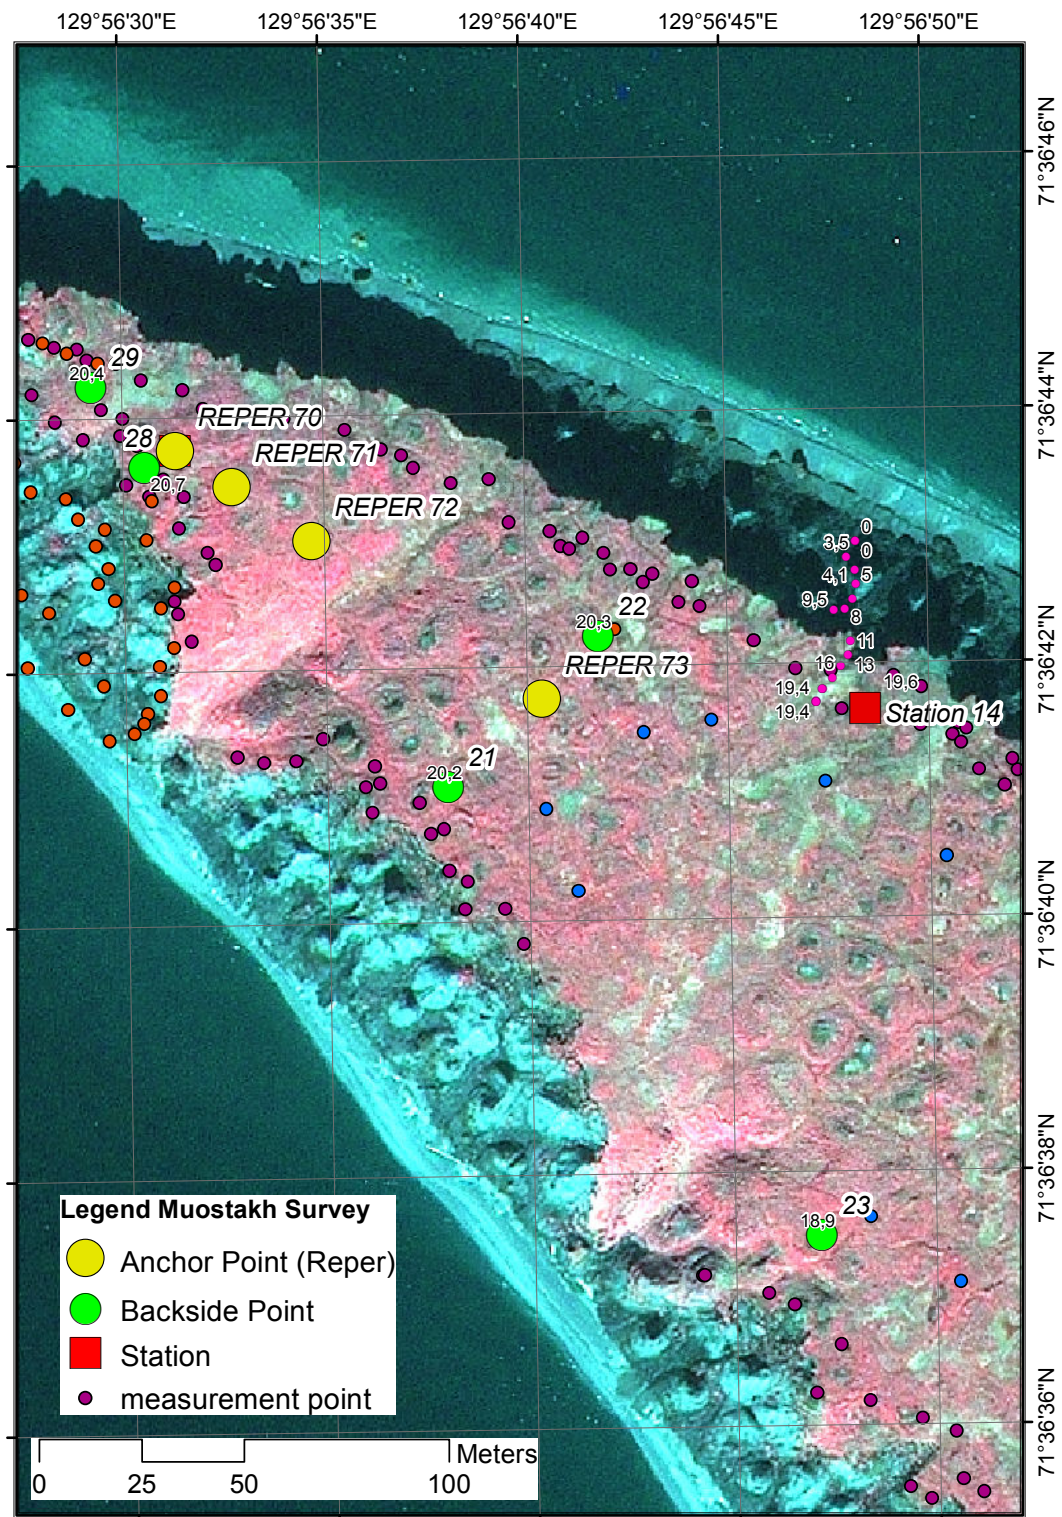 129°56'30"E 129°56'35"E 129°56'40"E 129°56'45"E 129°56'50"E
71°36'46"N
29
20,4
71°36'44"N
REPER 70
28
REPER 71
20,7
REPER 72
0
3,5
0
4,1
5
9,5
8
22
20,3
11
71°36'42"N
REPER 73
16
13
19,4
19,6
19,4
Station 14
21
20,2
71°36'40"N
71°36'38"N
23
18,9
Legend Muostakh Survey
Anchor Point (Reper)
Backside Point
Station
measurement point
71°36'36"N
Meters
0 25 50 100